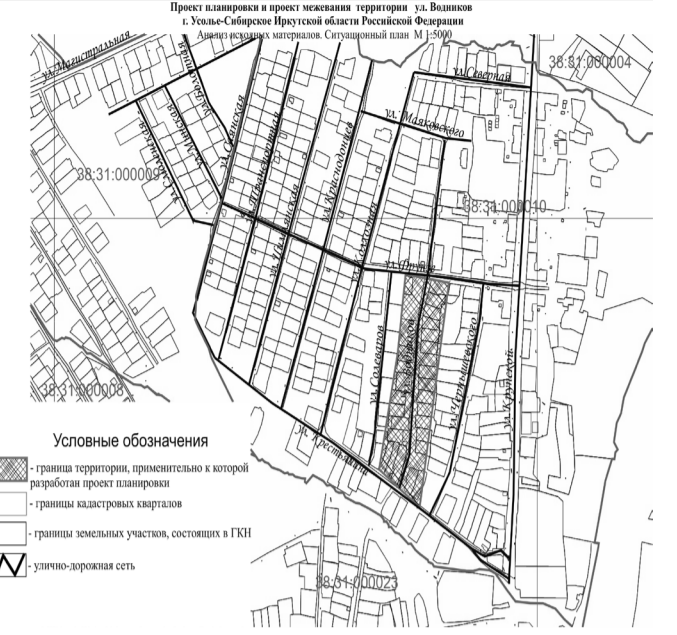 Проект планировки и проект межевания территории ул. Водников
г. Усолье-Сибирское Иркутской области Российской Федерации
Анализ исходных материалов. Ситуационный план М 1:5000
ул. Магистральная
38:31:000004
ул. Северная
ул. Маяковского
38:31:000009
38:31:000010
ул. Фрунзе
ул. Солеваров
ул. Чернышевского
ул. Крупской
38:31:000008
ул. Крестьянина
38:31:000023
Условные обозначения
- граница территории, применительно к которой
разработан проект планировки
- границы кадастровых кварталов
- границы земельных участков, состоящих в ГКН
- улично-дорожная сеть